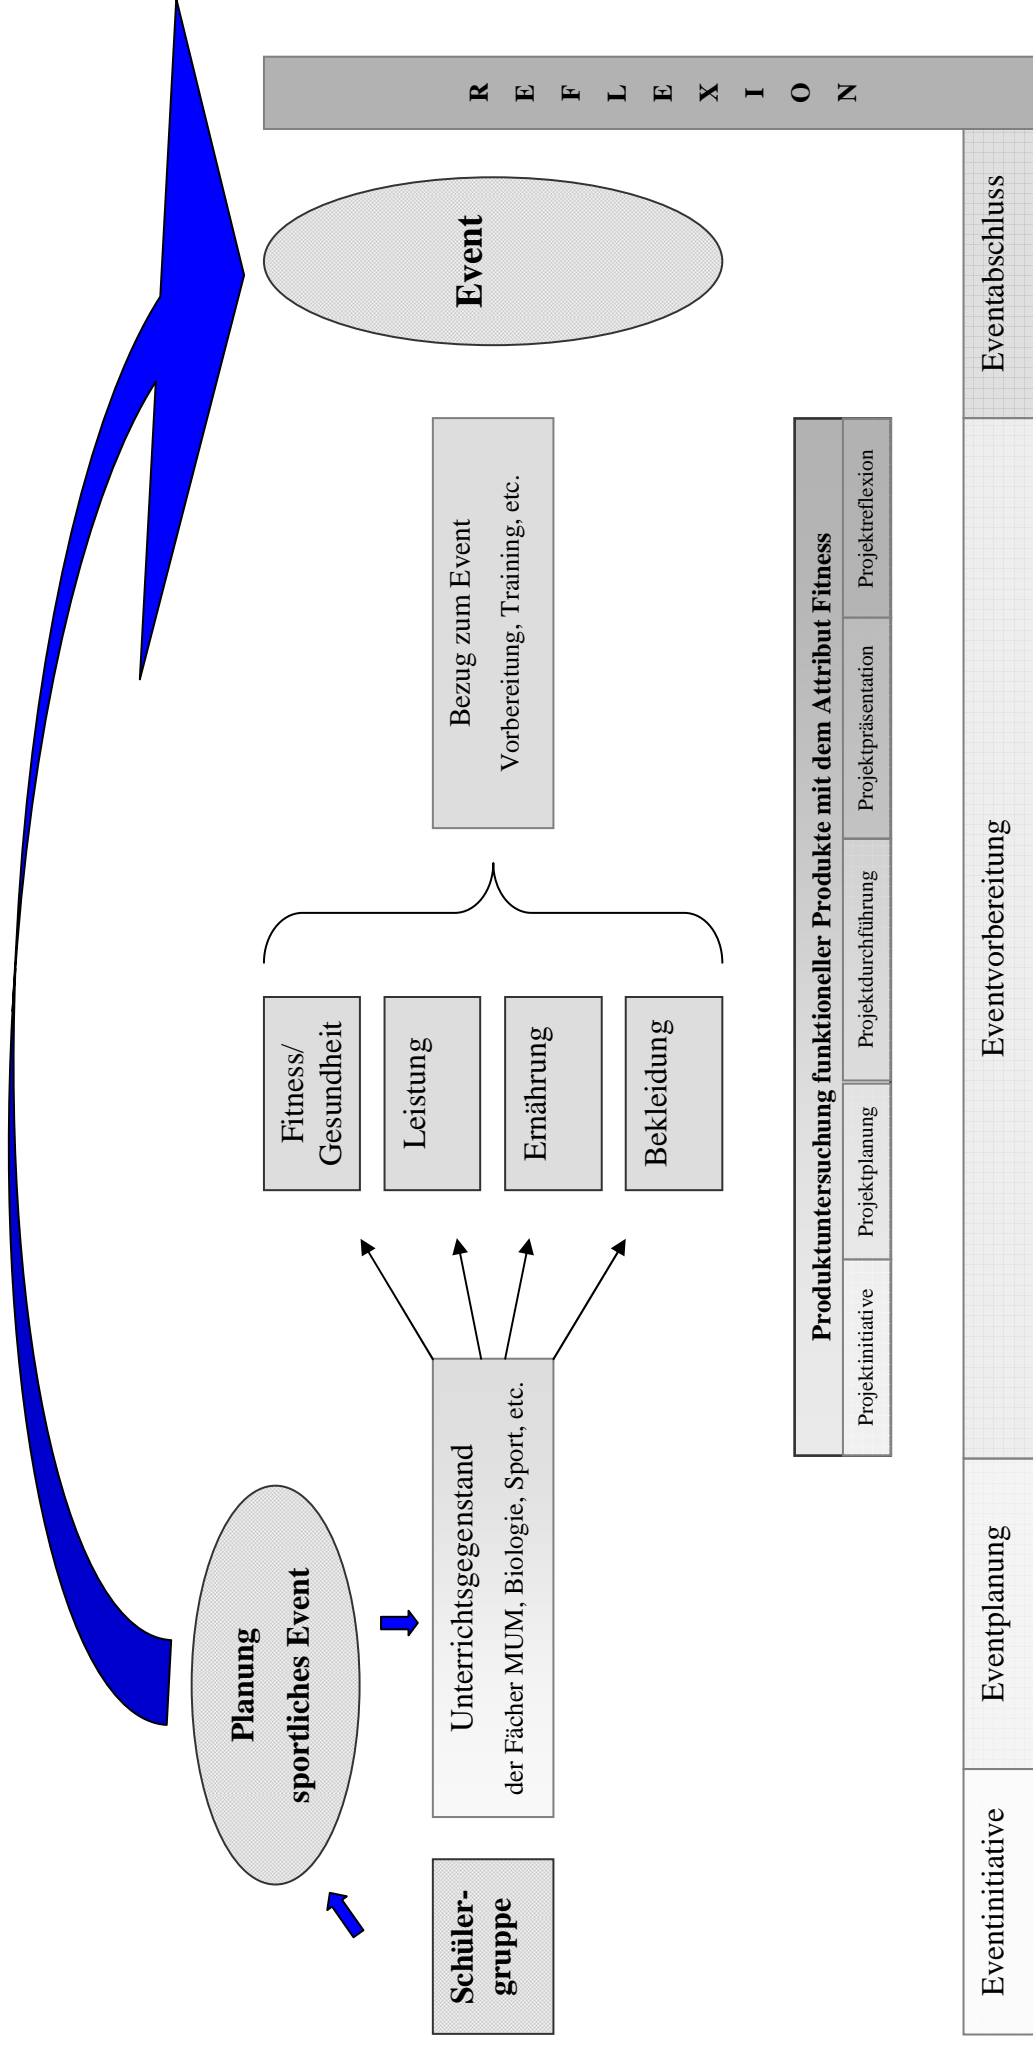 Planung
sportliches Event
Schüler-
gruppe
Unterrichtsgegenstand
der Fächer MUM, Biologie, Sport, etc.
Fitness/
Gesundheit
Leistung
Ernährung
Bekleidung
Bezug zum Event
Vorbereitung, Training, etc.
Event
R
E
F
L
E
X
I
O
N
Produktuntersuchung funktioneller Produkte mit dem Attribut Fitness
Projektinitiative
Projektplanung
Projektdurchführung
Projektpräsentation
Projektreflexion
Eventinitiative
Eventplanung
Eventvorbereitung
Eventabschluss